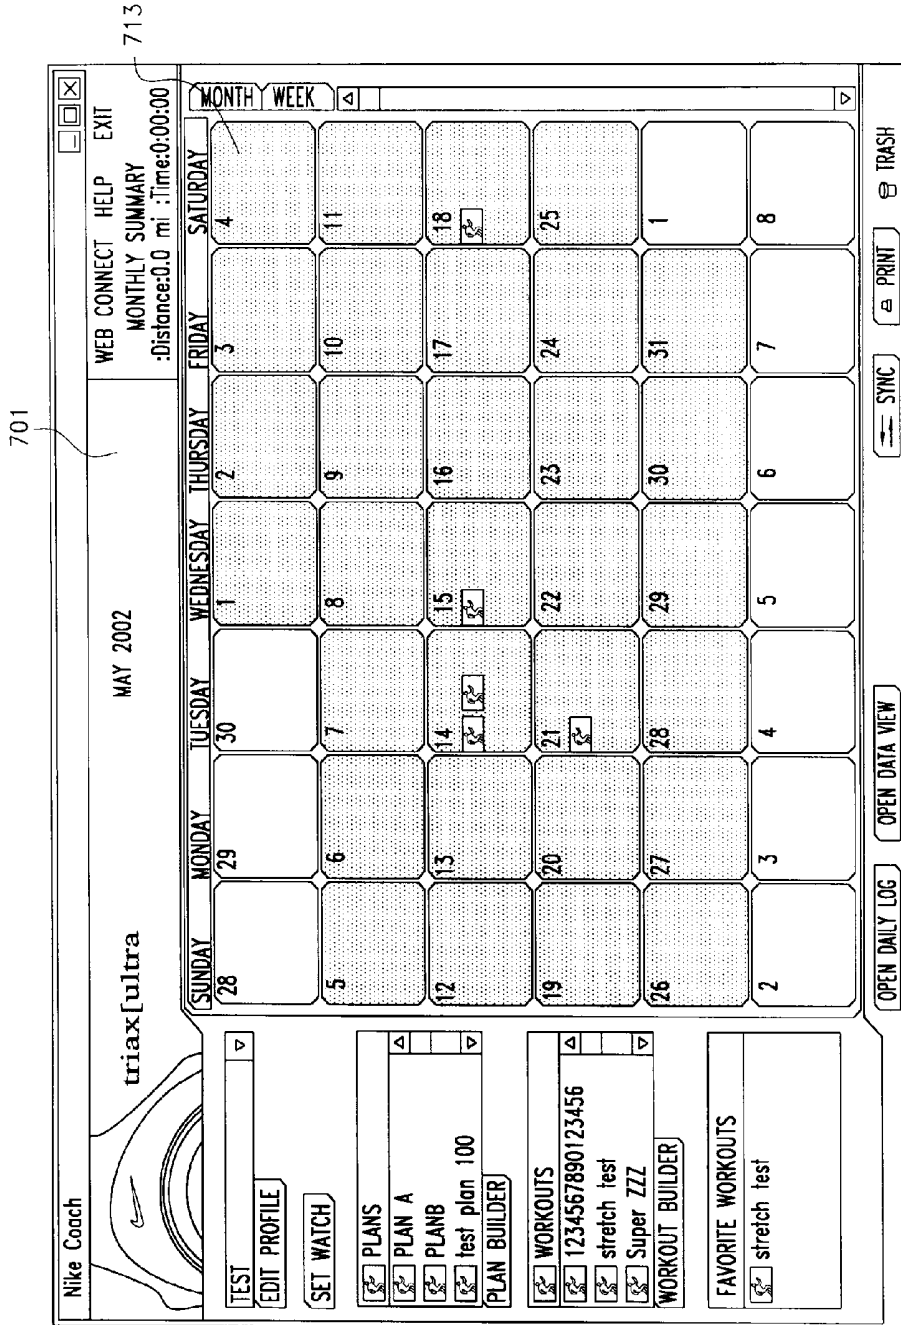 701
713
Nike Coach
triax[ultra
MAY 2002
WEB CONNECT HELP EXIT
MONTHLY SUMMARY
:Distance:0.0 mi :Time:0:00:00
TEST
EDIT PROFILE
SET WATCH
PLANS
PLAN A
PLANB
test plan 100
PLAN BUILDER
WORKOUTS
1234567890123456
stretch test
Super ZZZ
WORKOUT BUILDER
FAVORITE WORKOUTS
stretch test
SUNDAY MONDAY TUESDAY WEDNESDAY THURSDAY FRIDAY SATURDAY
28 29 30 1 2 3 4
5 6 7 8 9 10 11
12 13 14 15 16 17 18
19 20 21 22 23 24 25
26 27 28 29 30 31 1
2 3 4 5 6 7 8
MONTH WEEK
OPEN DAILY LOG OPEN DATA VIEW SYNC PRINT TRASH